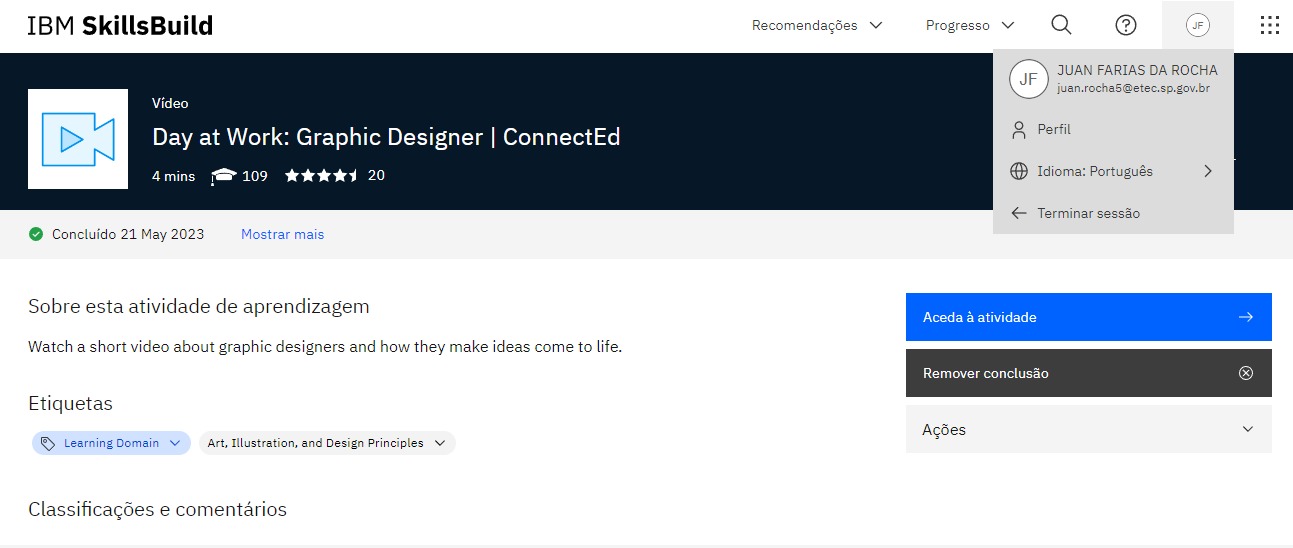 IBM SkillsBuild
Recomendações
Progresso
JF
JF
JUAN FARIAS DA ROCHA
juan.rocha5@etec.sp.gov.br
Perfil
Idioma: Português
Terminar sessão
Vídeo
Day at Work: Graphic Designer | ConnectEd
4 mins 109 20
Concluído 21 May 2023 Mostrar mais
Sobre esta atividade de aprendizagem
Watch a short video about graphic designers and how they make ideas come to life.
Etiquetas
Learning Domain Art, Illustration, and Design Principles
Classificações e comentários
Aceda à atividade
Remover conclusão
Ações